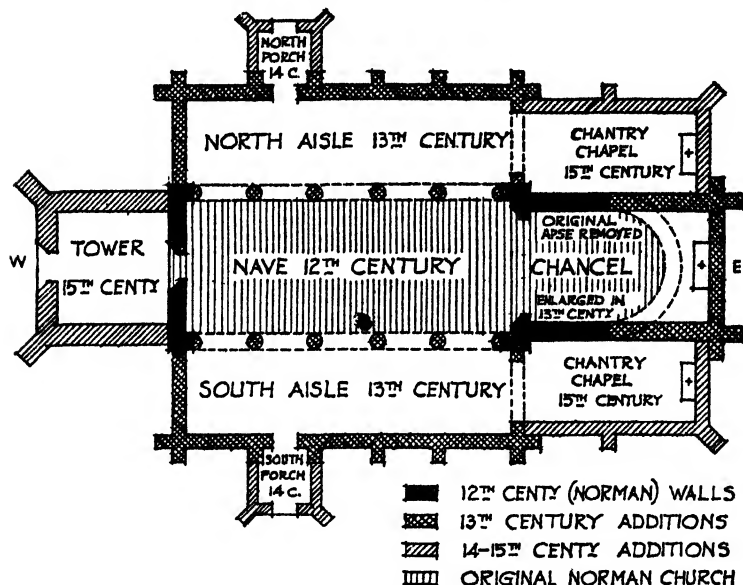 NORTH
PORCH
14 C.
NORTH AISLE 13TH CENTURY
CHANTRY
CHAPEL
15TH CENTURY
W
TOWER
15TH CENTY
NAVE 12TH CENTURY
ORIGINAL
APSE REMOVED
CHANCEL
ENLARGED IN
13TH CENTY
E
SOUTH AISLE 13TH CENTURY
CHANTRY
CHAPEL
15TH CENTURY
SOUTH
PORCH
14 C.
12TH CENTY (NORMAN) WALLS
13TH CENTURY ADDITIONS
14-15TH CENTY ADDITIONS
ORIGINAL NORMAN CHURCH